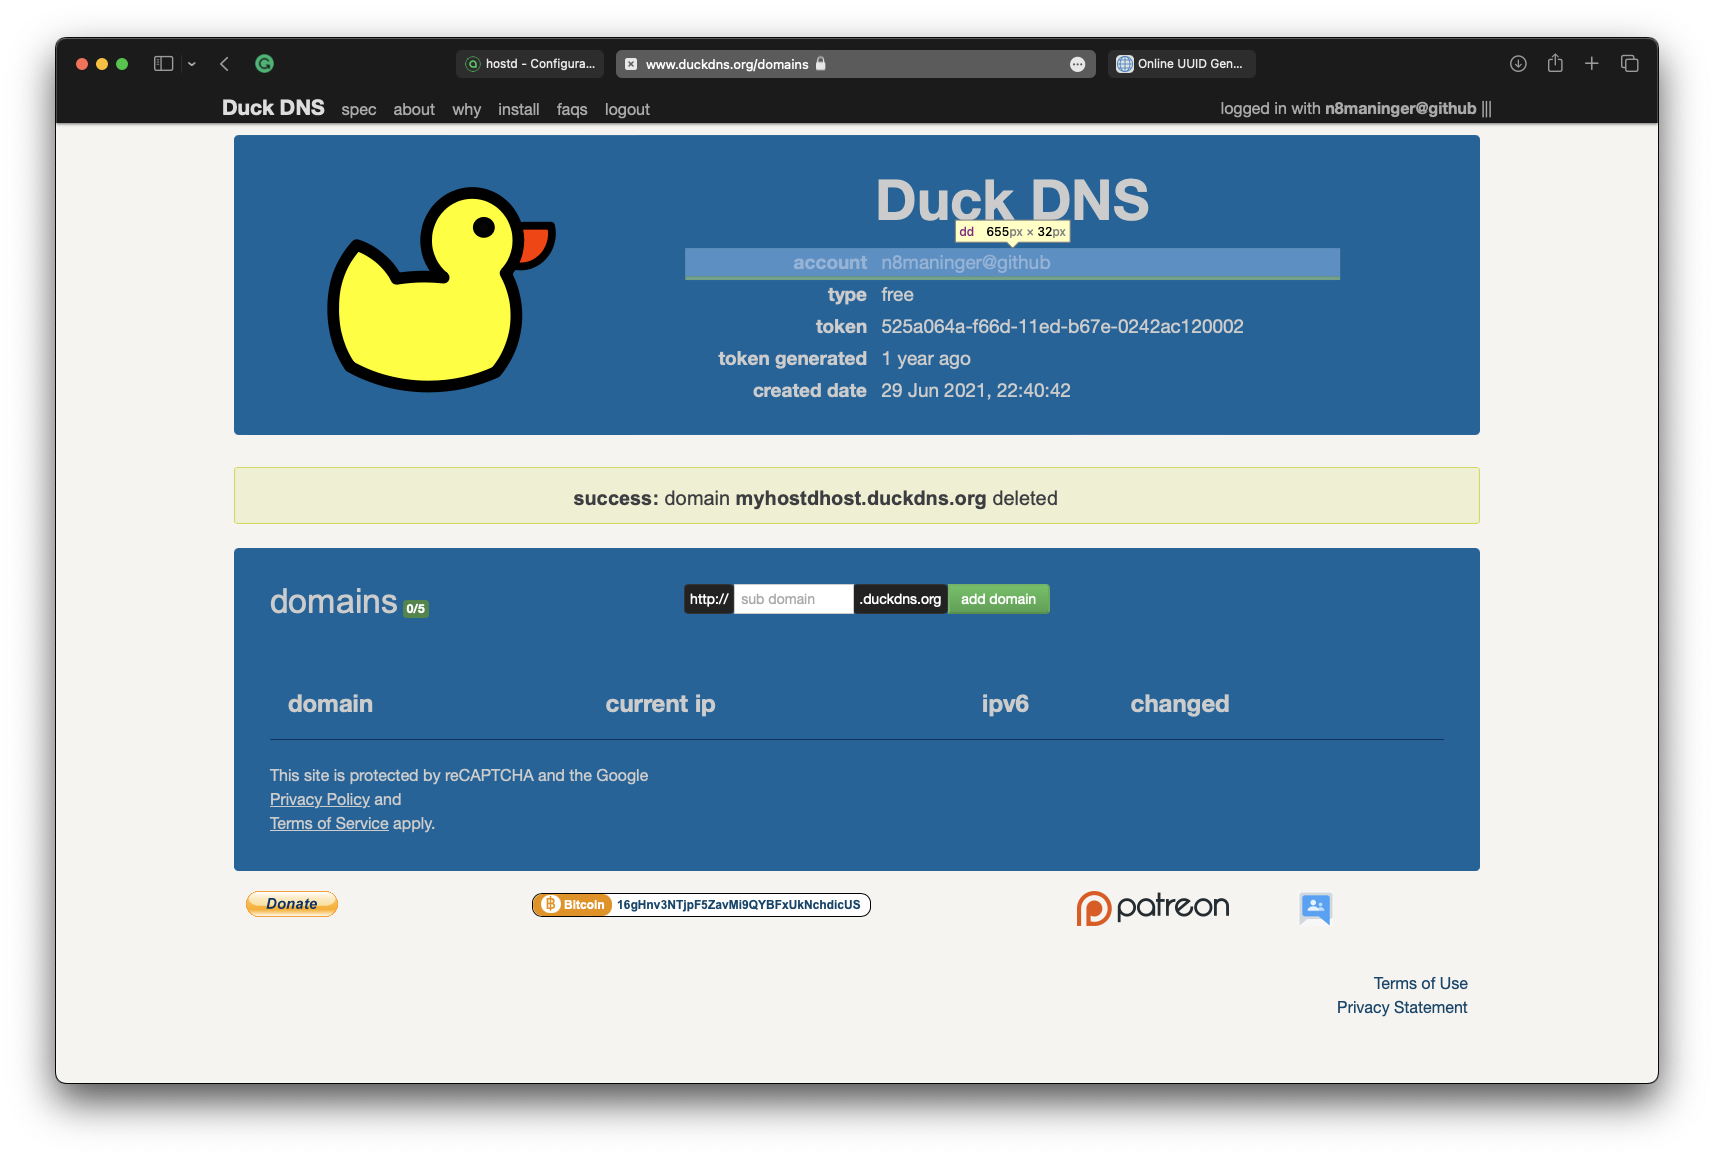 hostd - Configura...
www.duckdns.org/domains
Online UUID Gen...
Duck DNS spec about why install faqs logout
logged in with n8maninger@github |||
Duck DNS
dd 655px × 32px
account n8maninger@github
type free
token 525a064a-f66d-11ed-b67e-0242ac120002
token generated 1 year ago
created date 29 Jun 2021, 22:40:42
success: domain myhostdhost.duckdns.org deleted
domains 0/5
http:// sub domain .duckdns.org add domain
domain current ip ipv6 changed
This site is protected by reCAPTCHA and the Google
Privacy Policy and
Terms of Service apply.
Donate
Bitcoin 16gHnv3NTjpF5ZavMi9QYBFxUkNchdicUS
patreon
Terms of Use
Privacy Statement